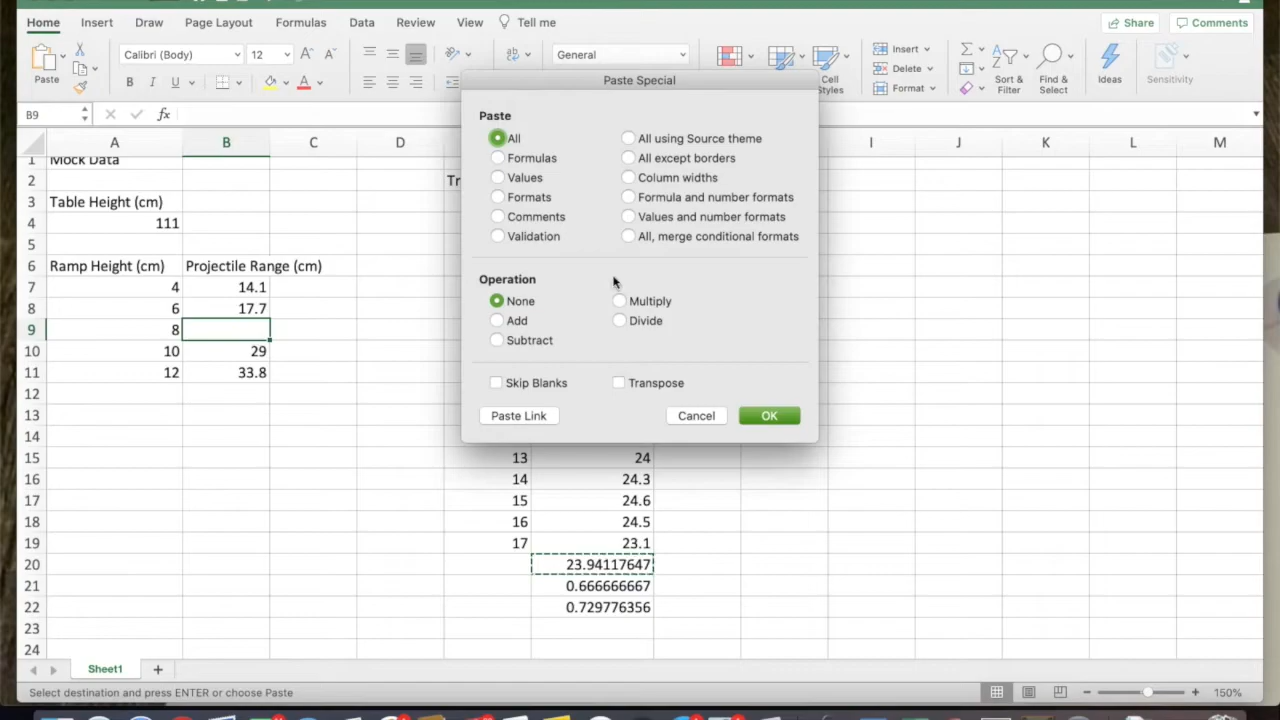 Home Insert Draw Page Layout Formulas Data Review View Tell me Share Comments
Calibri (Body) 12 General Insert
Delete
Paste B I U Cell Styles Format Sort & Filter Find & Select Ideas Sensitivity
Paste Special
B9 fx
Paste
All All using Source theme
Formulas All except borders
Values Column widths
Formats Formula and number formats
Comments Values and number formats
Validation All, merge conditional formats
Operation
None Multiply
Add Divide
Subtract
Skip Blanks Transpose
Paste Link Cancel OK
A B C D I J K L M
1 Mock Data
2 Tr
3 Table Height (cm)
4 111
5
6 Ramp Height (cm) Projectile Range (cm)
7 4 14.1
8 6 17.7
9 8
10 10 29
11 12 33.8
12
13
14
15 13 24
16 14 24.3
17 15 24.6
18 16 24.5
19 17 23.1
20 23.94117647
21 0.666666667
22 0.729776356
23
24
Sheet1
Select destination and press ENTER or choose Paste 150%